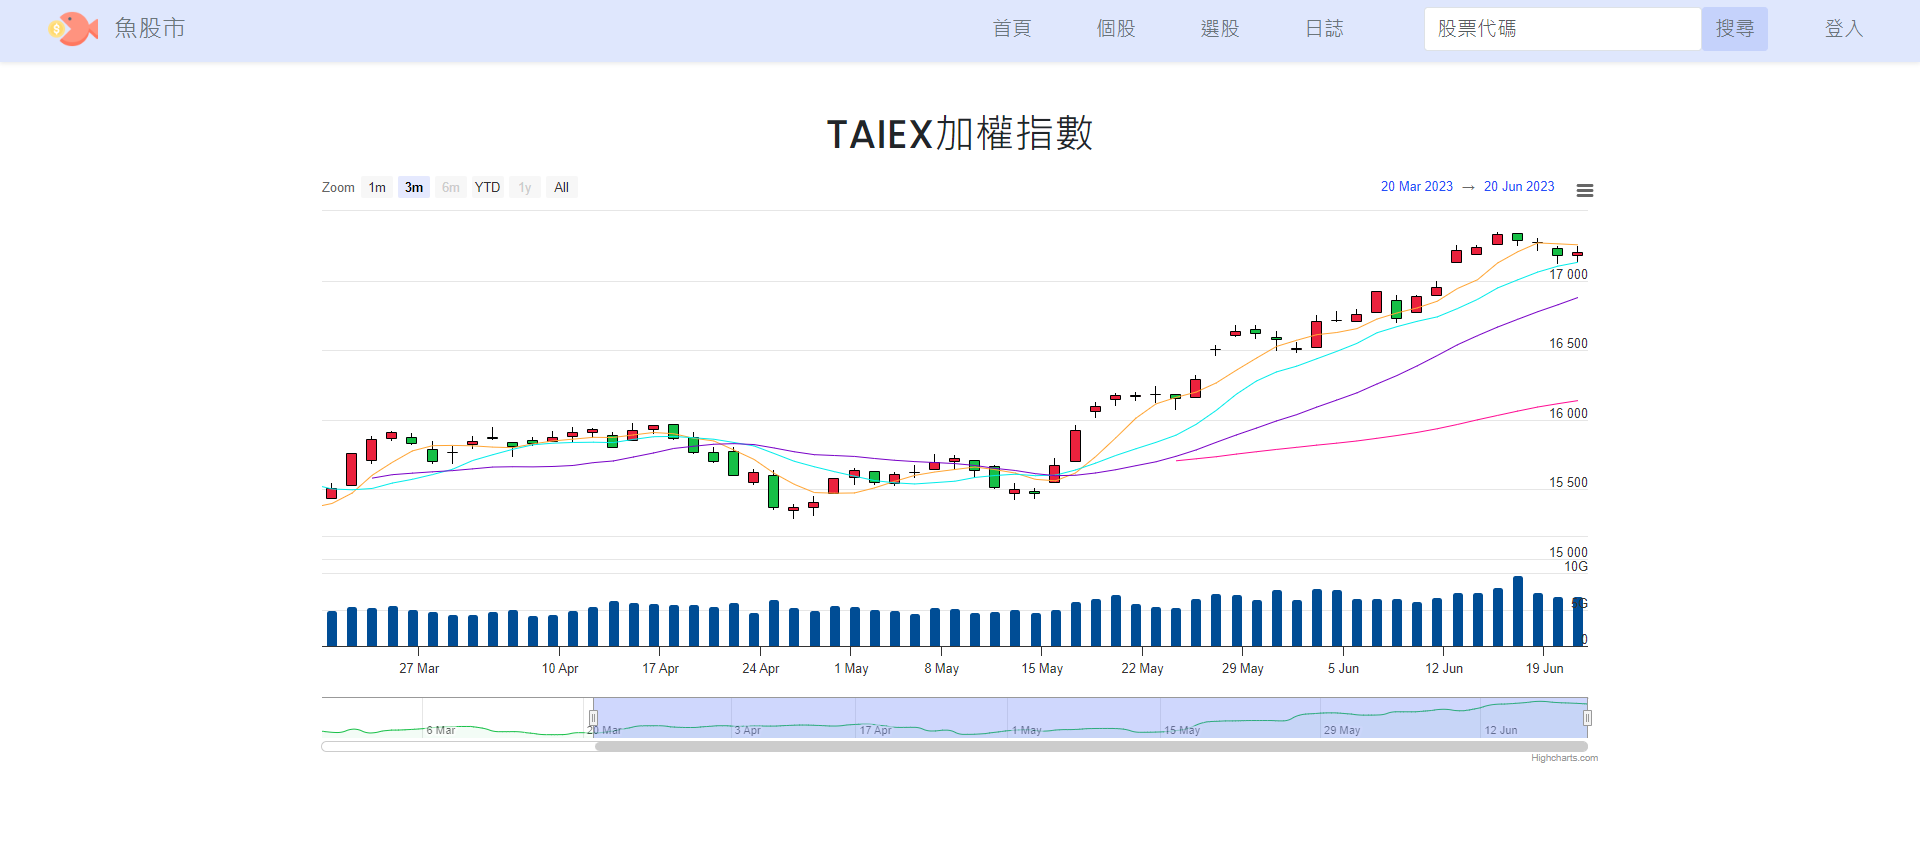 魚股市
首頁 個股 選股 日誌 股票代碼 搜尋 登入
TAIEX加權指數
Zoom 1m 3m 6m YTD 1y All
20 Mar 2023 → 20 Jun 2023
17 000
16 500
16 000
15 500
15 000
10G
5G
0
27 Mar 10 Apr 17 Apr 24 Apr 1 May 8 May 15 May 22 May 29 May 5 Jun 12 Jun 19 Jun
6 Mar 20 Mar 3 Apr 17 Apr 1 May 15 May 29 May 12 Jun
Highcharts.com